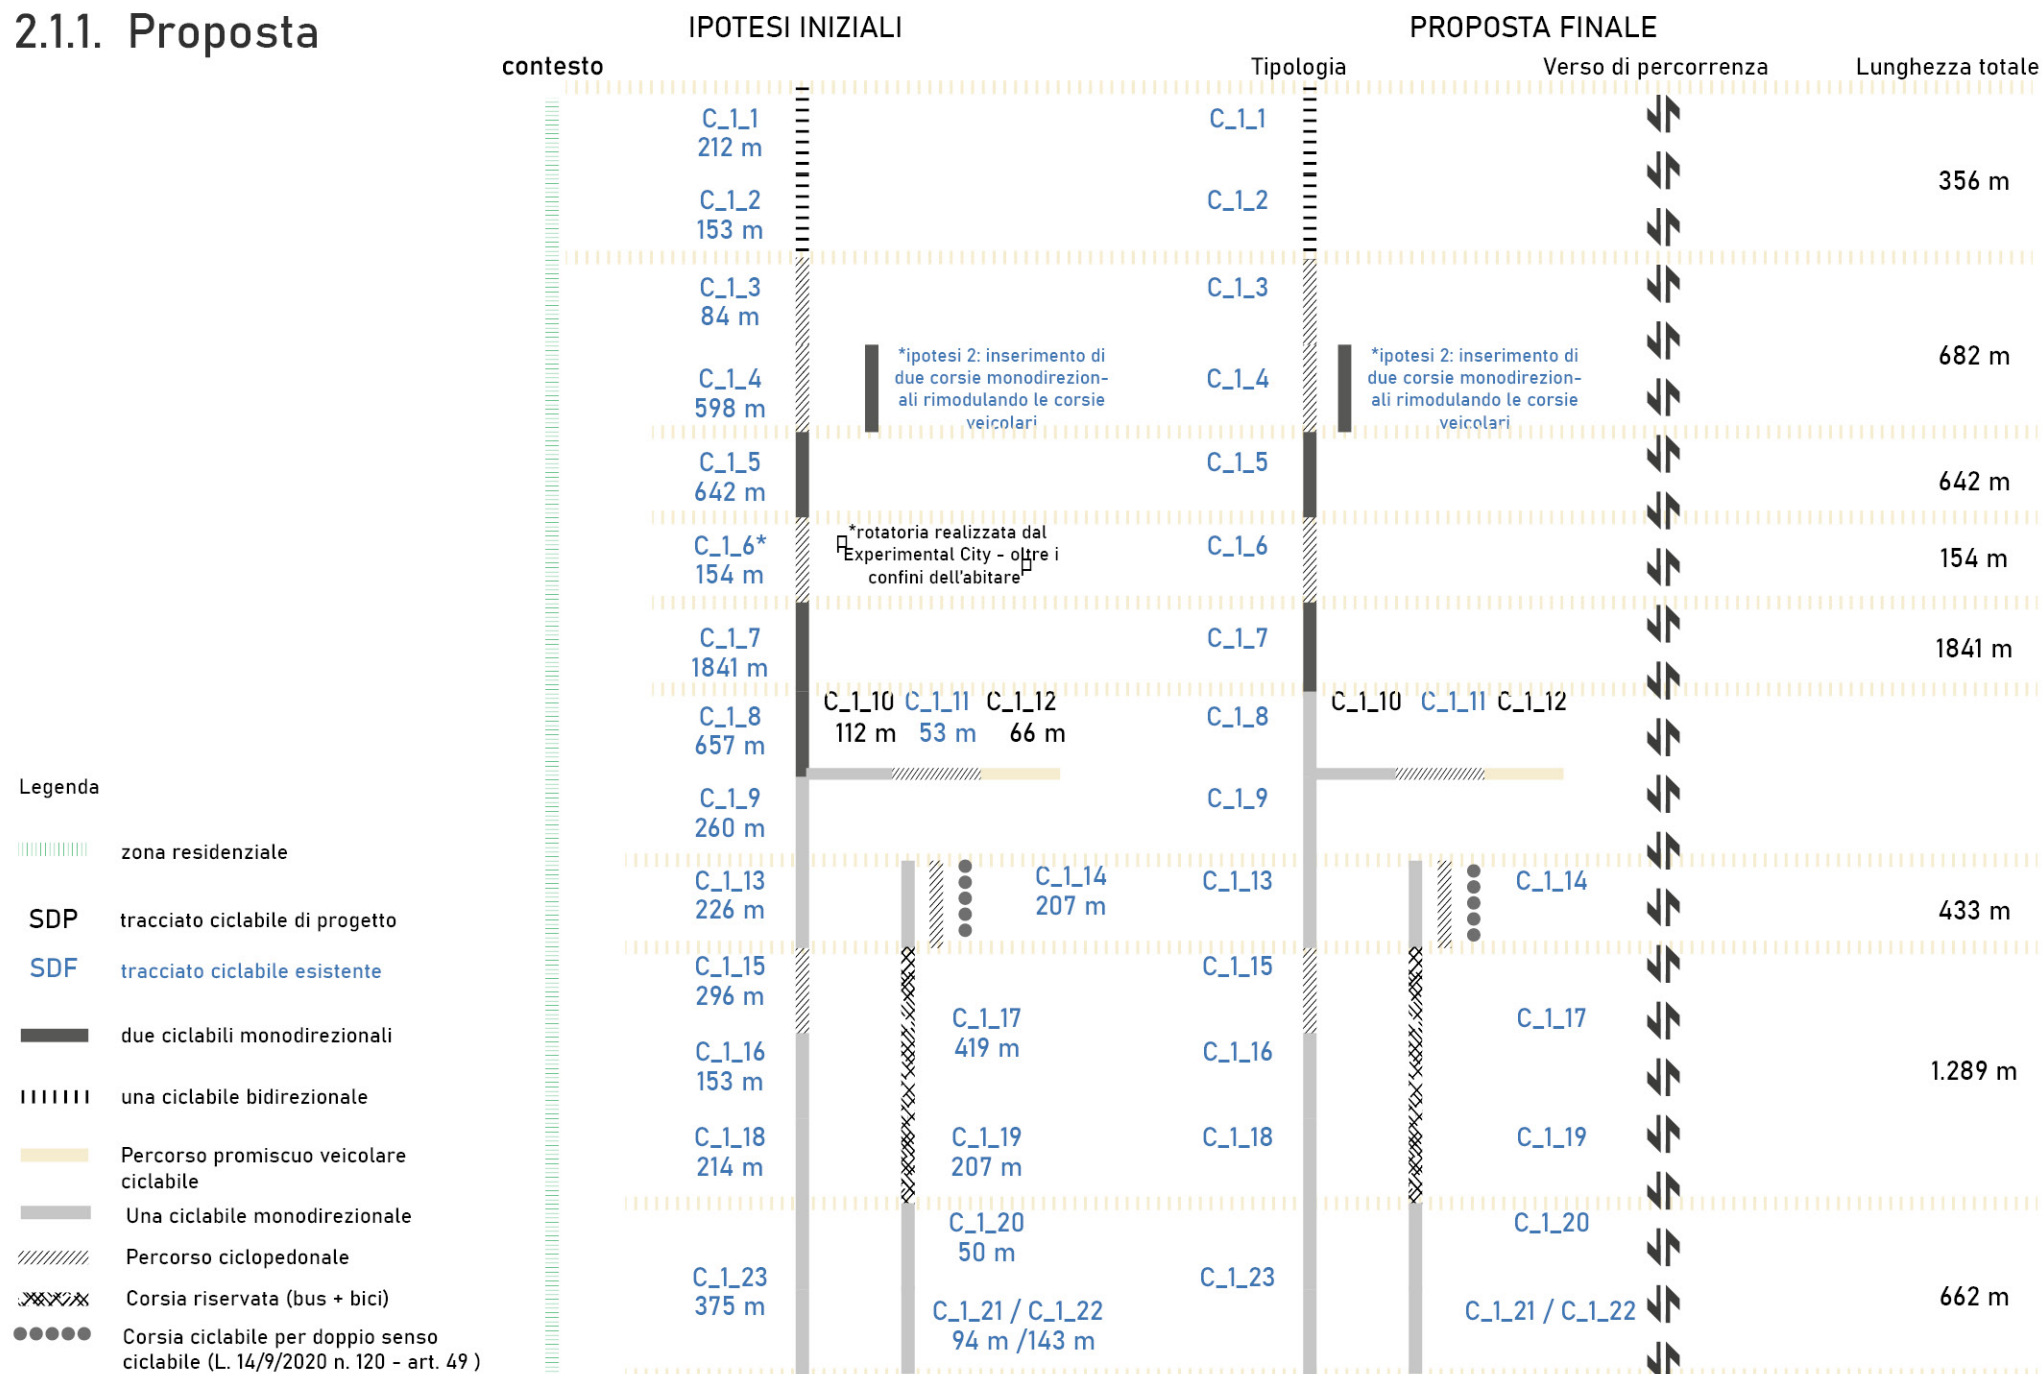 2.1.1. Proposta
IPOTESI INIZIALI
PROPOSTA FINALE
contesto
Tipologia
Verso di percorrenza
Lunghezza totale
C_1_1
212 m
C_1_1
C_1_2
153 m
C_1_2
356 m
C_1_3
84 m
C_1_3
C_1_4
598 m
*ipotesi 2: inserimento di
due corsie monodirezion-
ali rimodulando le corsie
veicolari
C_1_4
*ipotesi 2: inserimento di
due corsie monodirezion-
ali rimodulando le corsie
veicolari
682 m
C_1_5
642 m
C_1_5
642 m
C_1_6*
154 m
*rotatoria realizzata dal
Experimental City - oltre i
confini dell'abitare
C_1_6
154 m
C_1_7
1841 m
C_1_7
1841 m
C_1_8
657 m
C_1_10 C_1_11 C_1_12
112 m 53 m 66 m
C_1_8
C_1_10 C_1_11 C_1_12
C_1_9
260 m
C_1_9
C_1_13
226 m
C_1_14
207 m
C_1_13
C_1_14
433 m
C_1_15
296 m
C_1_15
C_1_17
419 m
C_1_17
C_1_16
153 m
C_1_16
1.289 m
C_1_18
214 m
C_1_19
207 m
C_1_18
C_1_19
C_1_20
50 m
C_1_20
C_1_23
375 m
C_1_21 / C_1_22
94 m /143 m
C_1_23
C_1_21 / C_1_22
662 m
Legenda
zona residenziale
SDP tracciato ciclabile di progetto
SDF tracciato ciclabile esistente
due ciclabili monodirezionali
una ciclabile bidirezionale
Percorso promiscuo veicolare
ciclabile
Una ciclabile monodirezionale
Percorso ciclopedonale
Corsia riservata (bus + bici)
Corsia ciclabile per doppio senso
ciclabile (L. 14/9/2020 n. 120 - art. 49 )